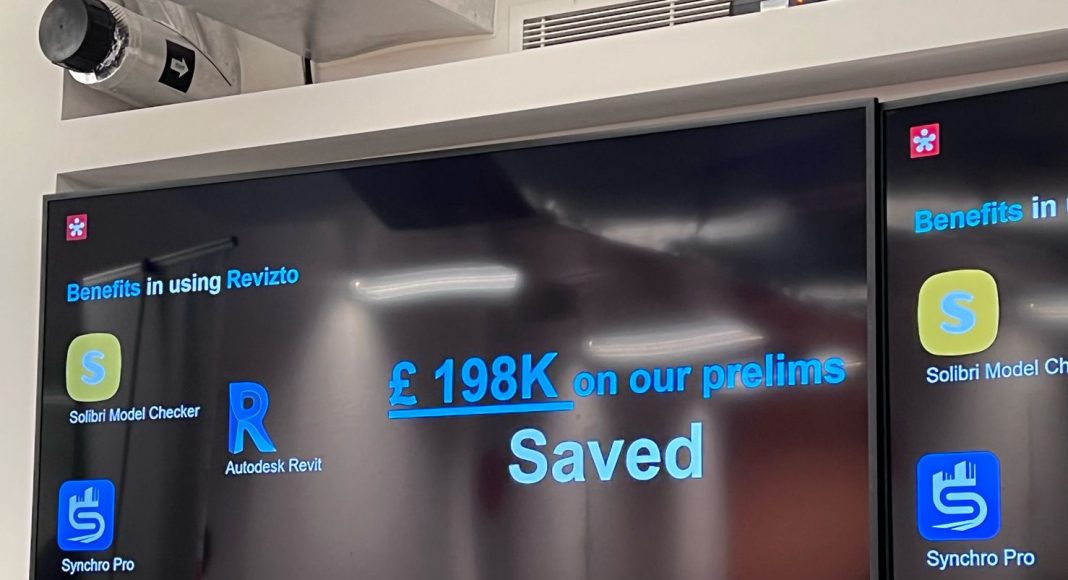 Benefits in using Revizto
S
Solibri Model Checker
R
Autodesk Revit
£ 198K on our prelims
Saved
S
Synchro Pro
Benefits in
S
Solibri Model Ch
S
Synchro Pro